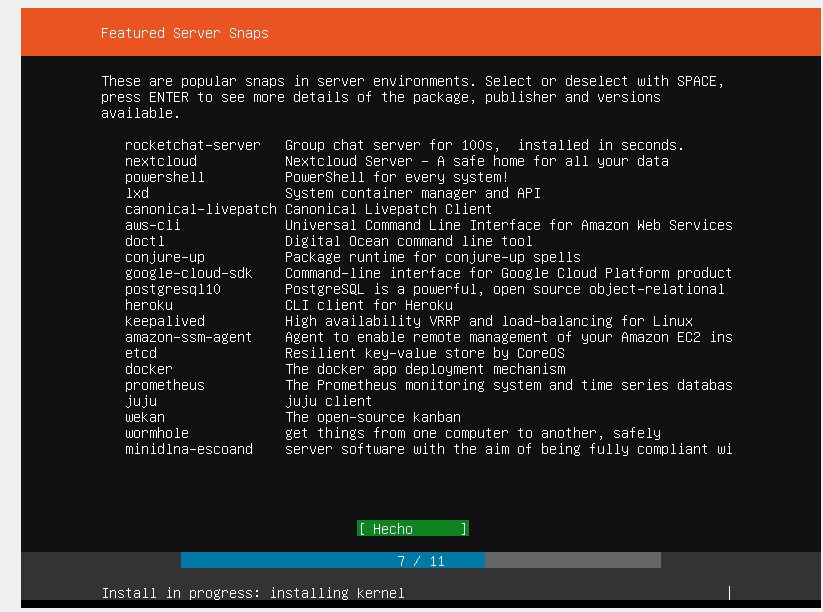 Featured Server Snaps
These are popular snaps in server environments. Select or deselect with SPACE,
press ENTER to see more details of the package, publisher and versions
available.
rocketchat-server Group chat server for 100s, installed in seconds.
nextcloud Nextcloud Server - A safe home for all your data
powershell PowerShell for every system!
lxd System container manager and API
canonical-livepatch Canonical Livepatch Client
aws-cli Universal Command Line Interface for Amazon Web Services
doctl Digital Ocean command line tool
conjure-up Package runtime for conjure-up spells
google-cloud-sdk Command-line interface for Google Cloud Platform product
postgresql10 PostgreSQL is a powerful, open source object-relational
heroku CLI client for Heroku
keepalived High availability VRRP and load-balancing for Linux
amazon-ssm-agent Agent to enable remote management of your Amazon EC2 ins
etcd Resilient key-value store by CoreOS
docker The docker app deployment mechanism
prometheus The Prometheus monitoring system and time series databas
juju juju client
wekan The open-source kanban
wormhole get things from one computer to another, safely
minidlna-escoand server software with the aim of being fully compliant wi
[ Hecho ]
7 / 11
Install in progress: installing kernel |